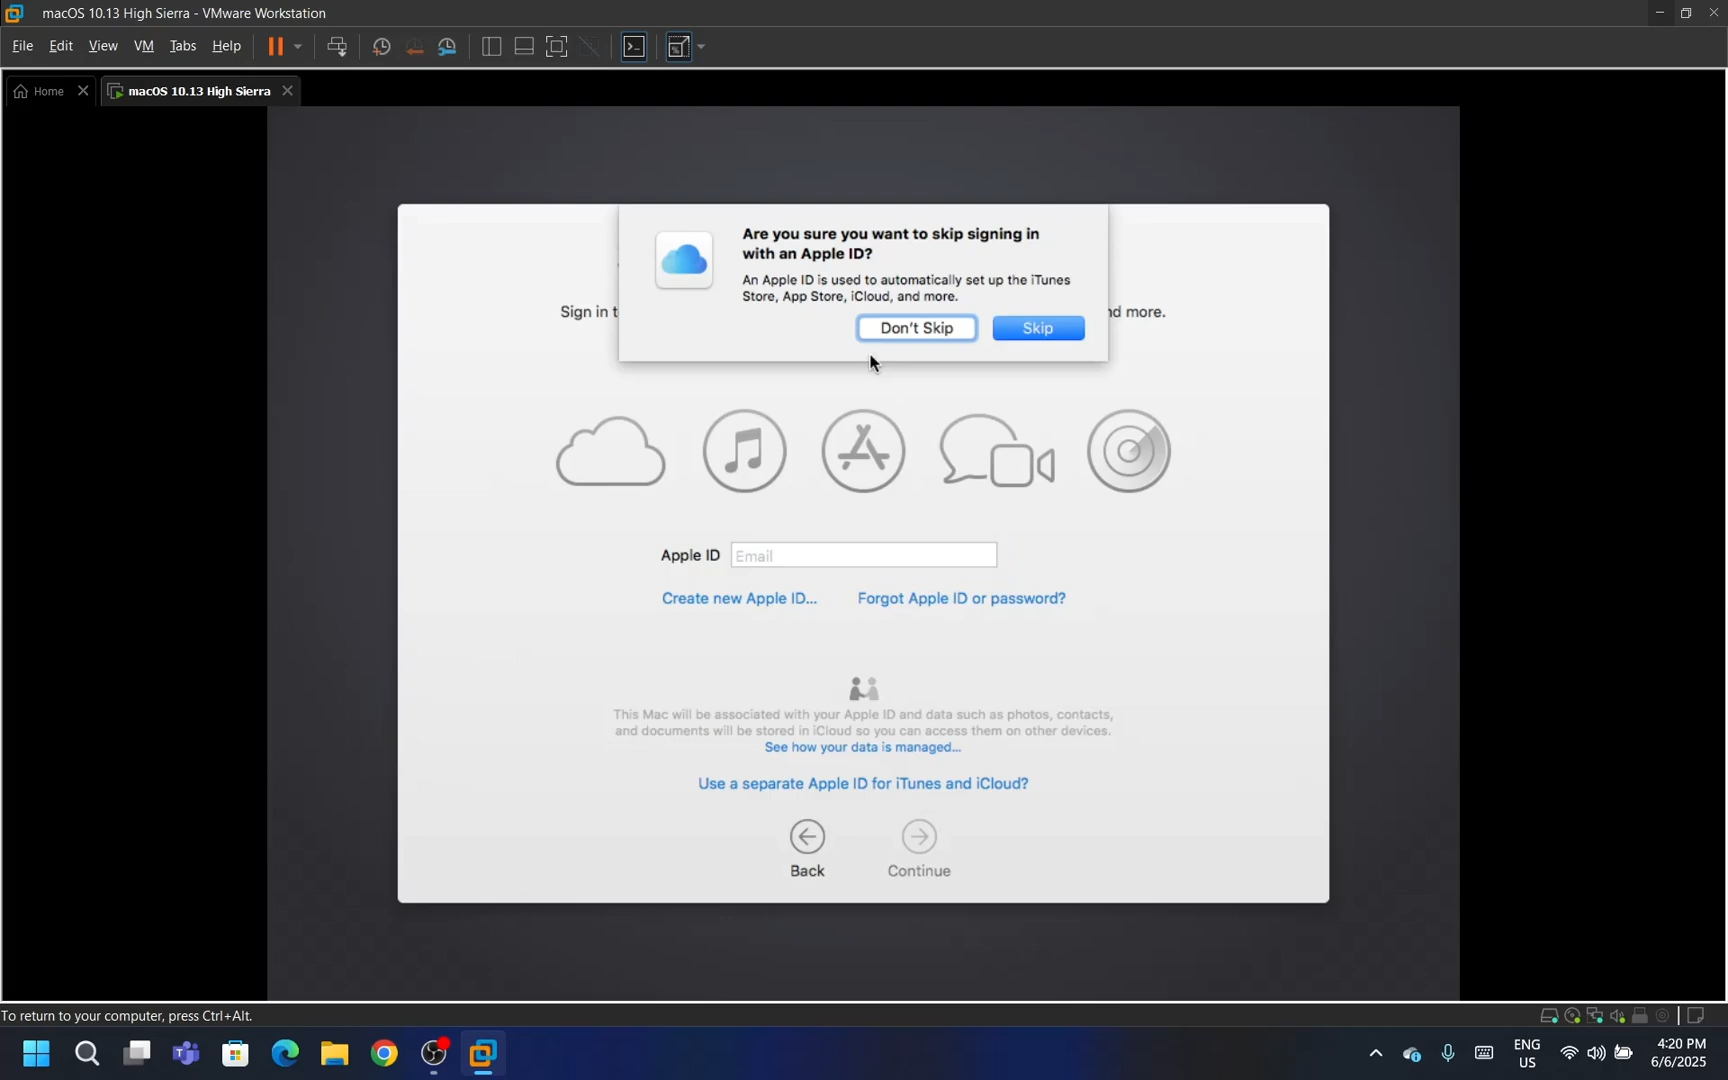 macOS 10.13 High Sierra - VMware Workstation
File Edit View VM Tabs Help
Home
macOS 10.13 High Sierra
Are you sure you want to skip signing in
with an Apple ID?
An Apple ID is used to automatically set up the iTunes
Store, App Store, iCloud, and more.
Sign in t
nd more.
Don't Skip
Skip
Apple ID
Email
Create new Apple ID...
Forgot Apple ID or password?
This Mac will be associated with your Apple ID and data such as photos, contacts,
and documents will be stored in iCloud so you can access them on other devices.
See how your data is managed...
Use a separate Apple ID for iTunes and iCloud?
Back
Continue
To return to your computer, press Ctrl+Alt.
ENG
US
4:20 PM
6/6/2025